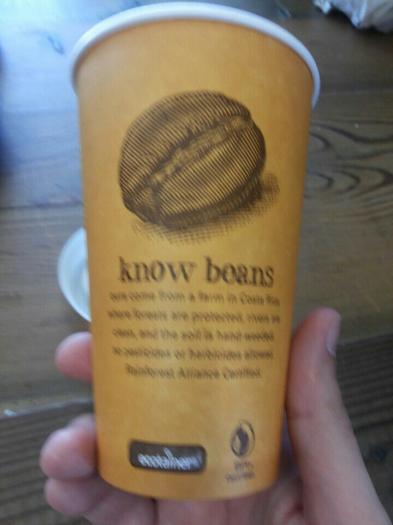 know beans
ours come from a farm in Costa Rica
where forests are protected, rivers are
clean, and the soil is hand-weeded.
no pesticides or herbicides allowed.
Rainforest Alliance Certified.
ecotainer